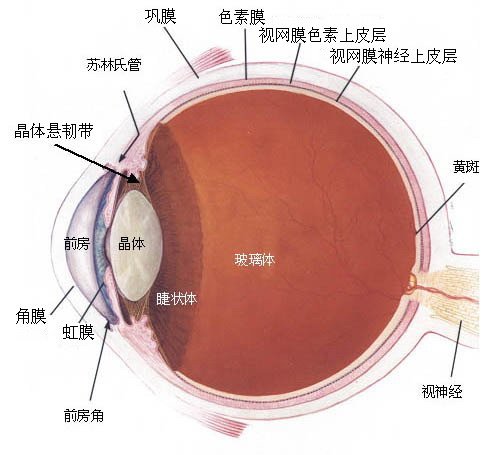 巩膜
色素膜
视网膜色素上皮层
视网膜神经上皮层
苏林氏管
晶体悬韧带
黄斑
前房
晶体
玻璃体
睫状体
角膜
虹膜
视神经
前房角